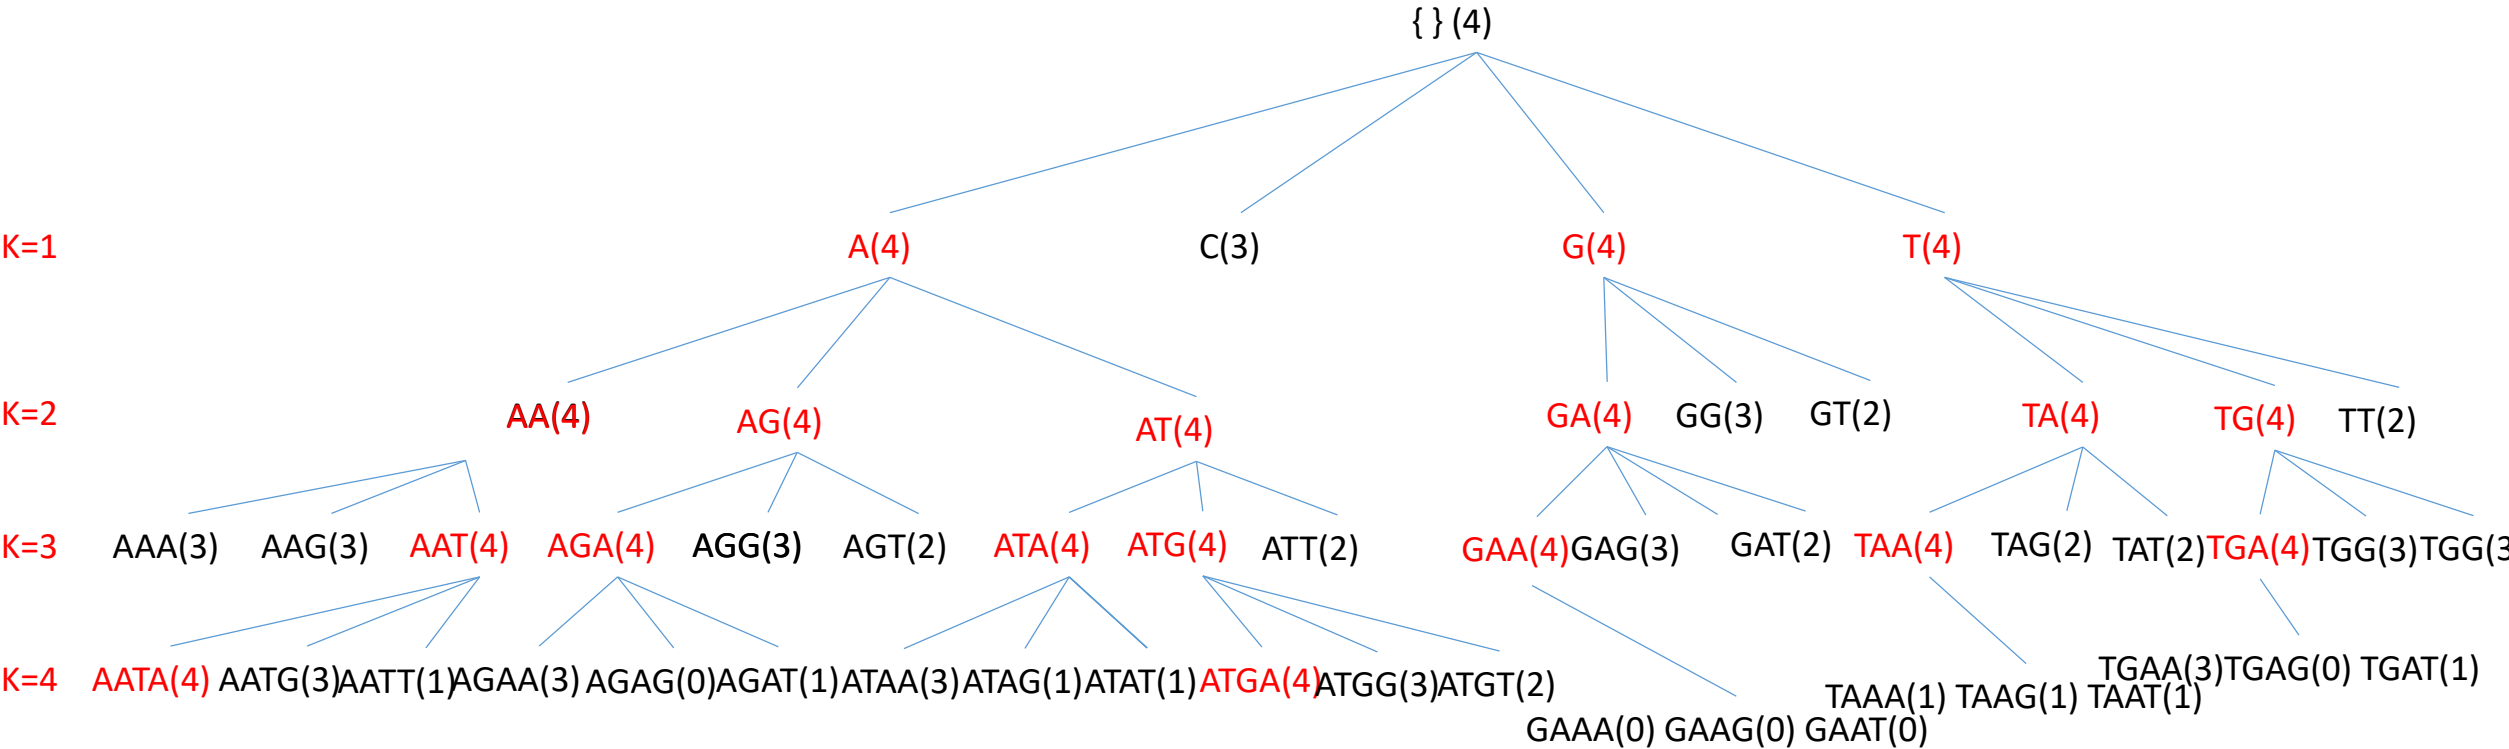 { } (4)
K=1 A(4) C(3) G(4) T(4)
K=2 AA(4) AG(4) AT(4) GA(4) GG(3) GT(2) TA(4) TG(4) TT(2)
K=3 AAA(3) AAG(3) AAT(4) AGA(4) AGG(3) AGT(2) ATA(4) ATG(4) ATT(2) GAA(4) GAG(3) GAT(2) TAA(4) TAG(2) TAT(2) TGA(4) TGG(3) TGG(3
K=4 AATA(4) AATG(3) AATT(1) AGAA(3) AGAG(0) AGAT(1) ATAA(3) ATAG(1) ATAT(1) ATGA(4) ATGG(3) ATGT(2)
TGAA(3) TGAG(0) TGAT(1)
TAAA(1) TAAG(1) TAAT(1)
GAAA(0) GAAG(0) GAAT(0)